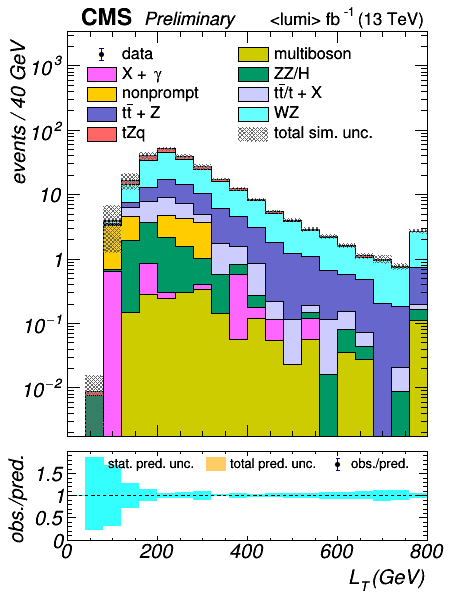 CMS Preliminary <lumi> fb⁻¹ (13 TeV)
events / 40 GeV
10³
10²
10
1
10⁻¹
10⁻²
data
multiboson
X + γ
ZZ/H
nonprompt
tt̄/t + X
tt̄ + Z
WZ
tZq
total sim. unc.
obs./pred.
1.5
1
0.5
0
stat. pred. unc. total pred. unc. obs./pred.
0 200 400 600 800
L_T(GeV)